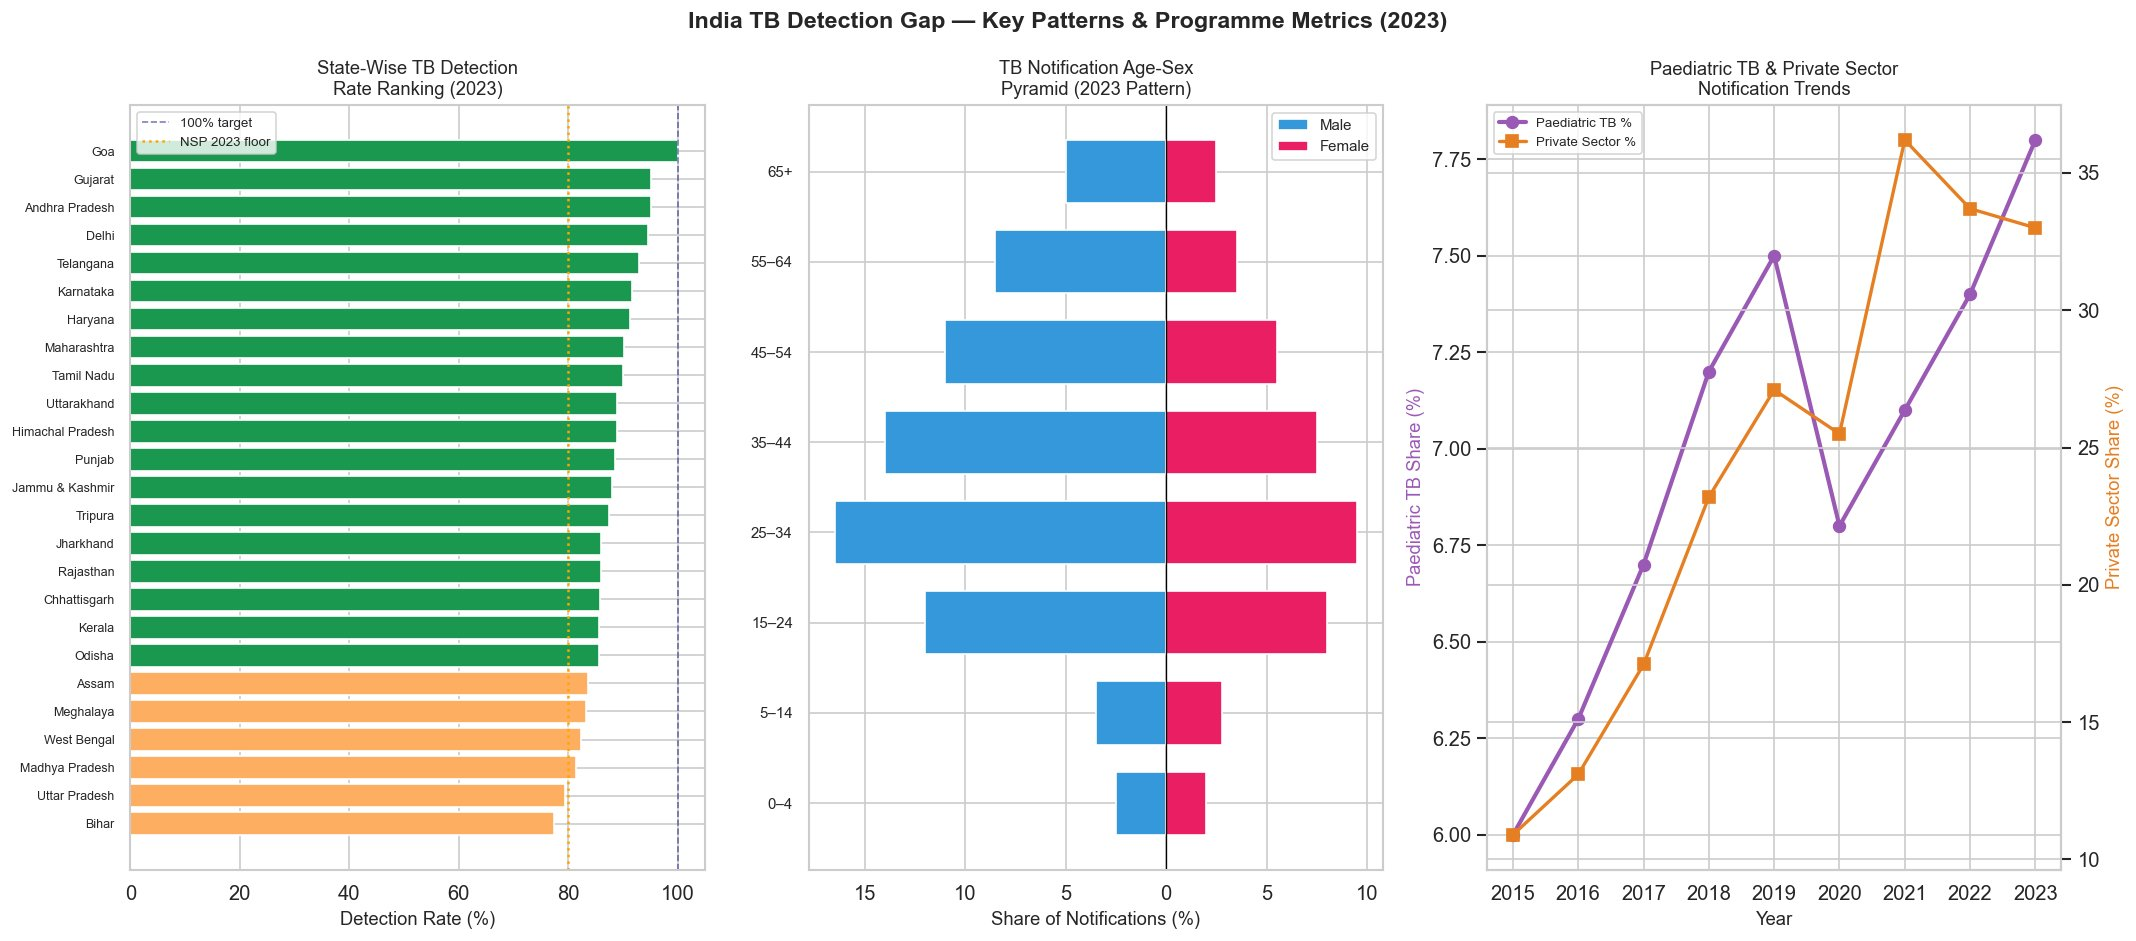 India TB Detection Gap — Key Patterns & Programme Metrics (2023)
State-Wise TB Detection
Rate Ranking (2023)
100% target
NSP 2023 floor
Goa
Gujarat
Andhra Pradesh
Delhi
Telangana
Karnataka
Haryana
Maharashtra
Tamil Nadu
Uttarakhand
Himachal Pradesh
Punjab
Jammu & Kashmir
Tripura
Jharkhand
Rajasthan
Chhattisgarh
Kerala
Odisha
Assam
Meghalaya
West Bengal
Madhya Pradesh
Uttar Pradesh
Bihar
0 20 40 60 80 100
Detection Rate (%)
TB Notification Age-Sex
Pyramid (2023 Pattern)
Male
Female
65+
55–64
45–54
35–44
25–34
15–24
5–14
0–4
15 10 5 0 5 10
Share of Notifications (%)
Paediatric TB & Private Sector
Notification Trends
Paediatric TB %
Private Sector %
Paediatric TB Share (%)
7.75
7.50
7.25
7.00
6.75
6.50
6.25
6.00
35
30
25
20
15
10
Private Sector Share (%)
2015 2016 2017 2018 2019 2020 2021 2022 2023
Year